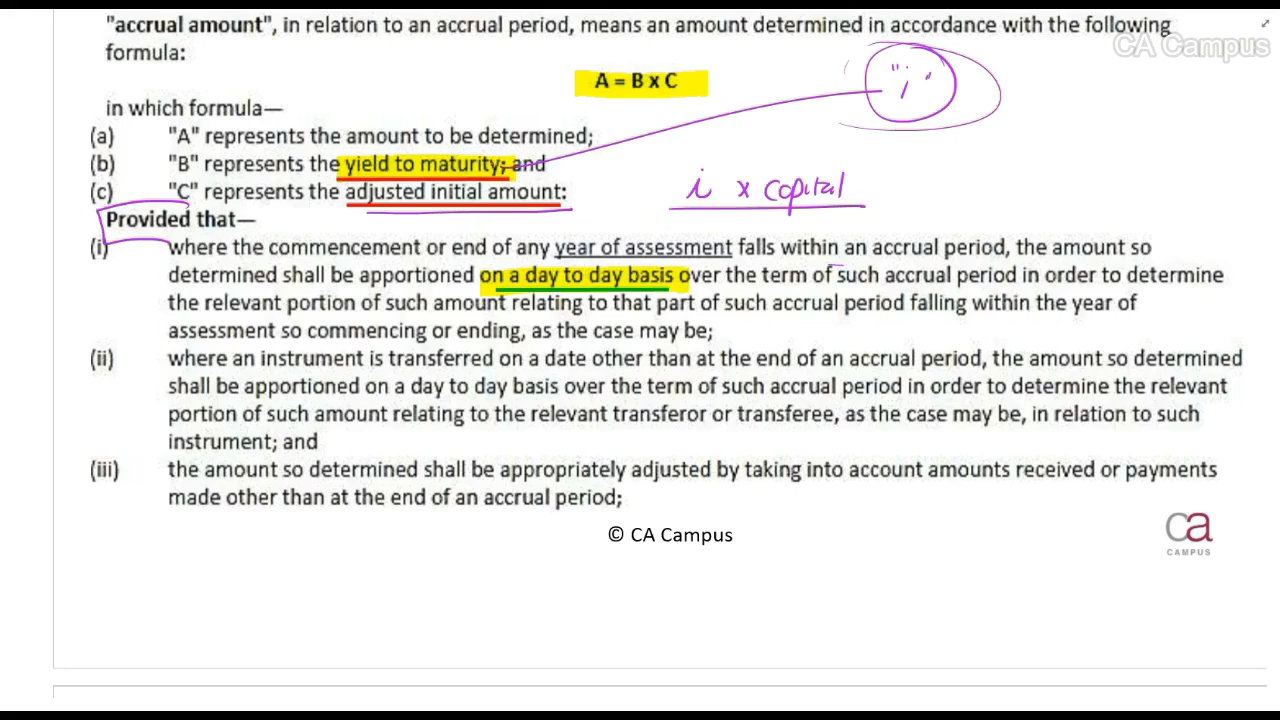 "accrual amount", in relation to an accrual period, means an amount determined in accordance with the following
CA Campus
formula:
A = B x C
"i"
in which formula—
(a) "A" represents the amount to be determined;
(b) "B" represents the yield to maturity; and
(c) "C" represents the adjusted initial amount:
i x capital
Provided that—
(i) where the commencement or end of any year of assessment falls within an accrual period, the amount so
determined shall be apportioned on a day to day basis over the term of such accrual period in order to determine
the relevant portion of such amount relating to that part of such accrual period falling within the year of
assessment so commencing or ending, as the case may be;
(ii) where an instrument is transferred on a date other than at the end of an accrual period, the amount so determined
shall be apportioned on a day to day basis over the term of such accrual period in order to determine the relevant
portion of such amount relating to the relevant transferor or transferee, as the case may be, in relation to such
instrument; and
(iii) the amount so determined shall be appropriately adjusted by taking into account amounts received or payments
made other than at the end of an accrual period;
© CA Campus
ca
CAMPUS